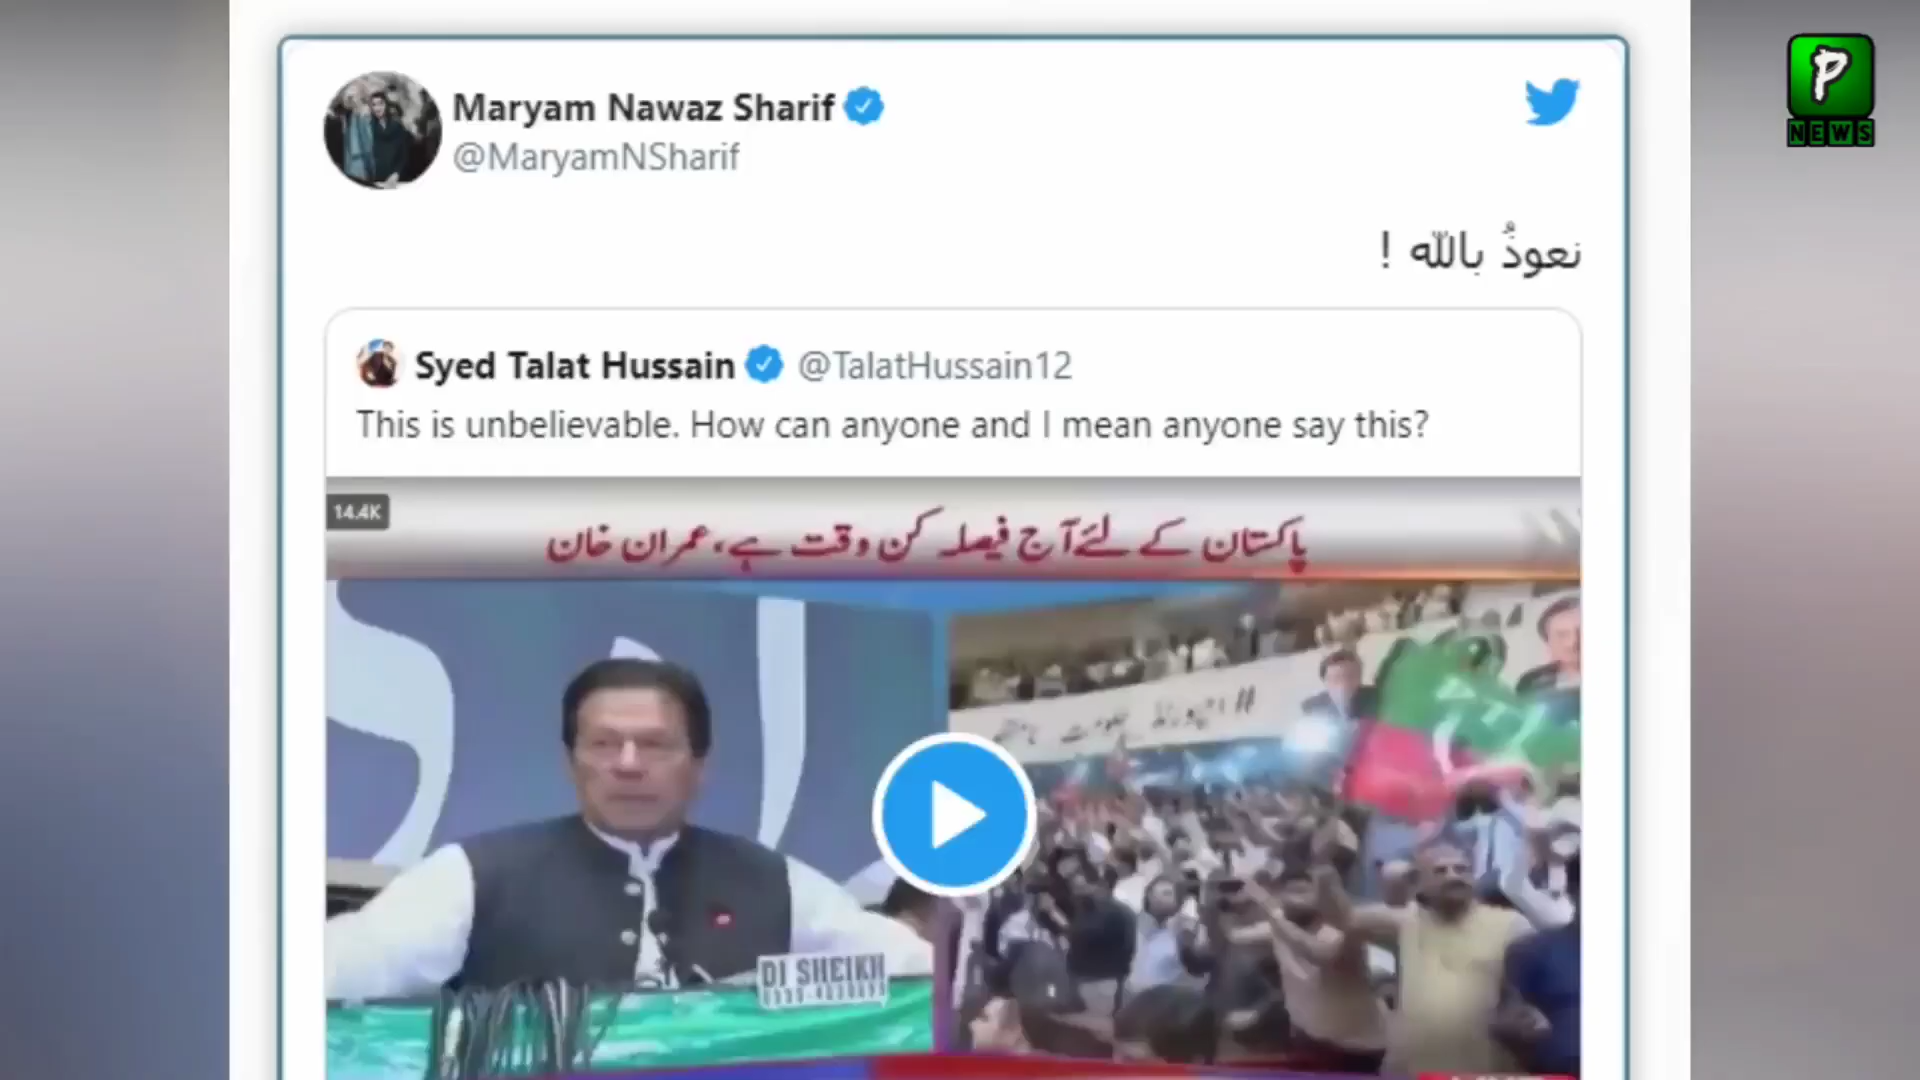 Maryam Nawaz Sharif
@MaryamNSharif
P
NEWS
نعوذُ باللّٰه !
Syed Talat Hussain @TalatHussain12
This is unbelievable. How can anyone and I mean anyone say this?
14.4K
پاکستان کے لئے آج فیصلہ کن وقت ہے، عمران خان
DJ SHEIKH